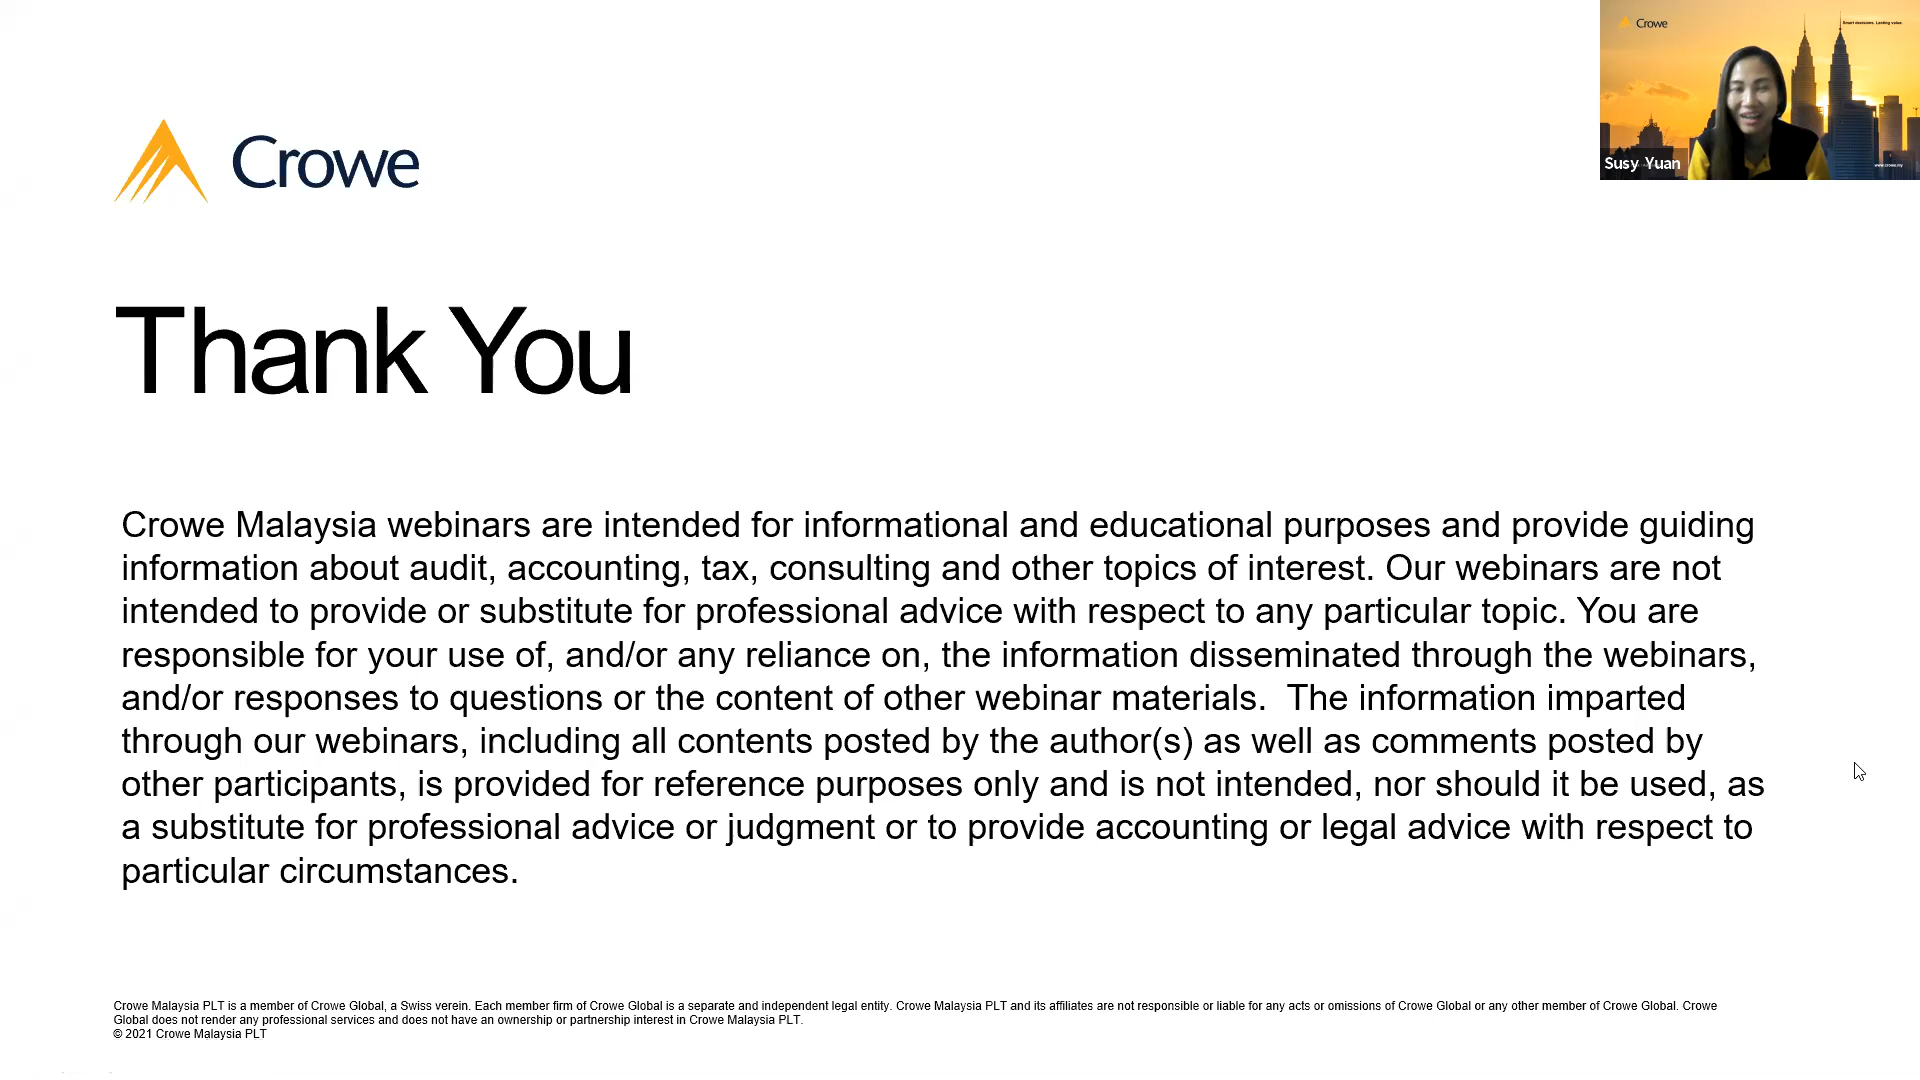 Crowe
Smart decisions. Lasting value.
Crowe
Susy Yuan
www.crowe.my
Thank You
Crowe Malaysia webinars are intended for informational and educational purposes and provide guiding
information about audit, accounting, tax, consulting and other topics of interest. Our webinars are not
intended to provide or substitute for professional advice with respect to any particular topic. You are
responsible for your use of, and/or any reliance on, the information disseminated through the webinars,
and/or responses to questions or the content of other webinar materials.  The information imparted
through our webinars, including all contents posted by the author(s) as well as comments posted by
other participants, is provided for reference purposes only and is not intended, nor should it be used, as
a substitute for professional advice or judgment or to provide accounting or legal advice with respect to
particular circumstances.
Crowe Malaysia PLT is a member of Crowe Global, a Swiss verein. Each member firm of Crowe Global is a separate and independent legal entity. Crowe Malaysia PLT and its affiliates are not responsible or liable for any acts or omissions of Crowe Global or any other member of Crowe Global. Crowe
Global does not render any professional services and does not have an ownership or partnership interest in Crowe Malaysia PLT.
© 2021 Crowe Malaysia PLT